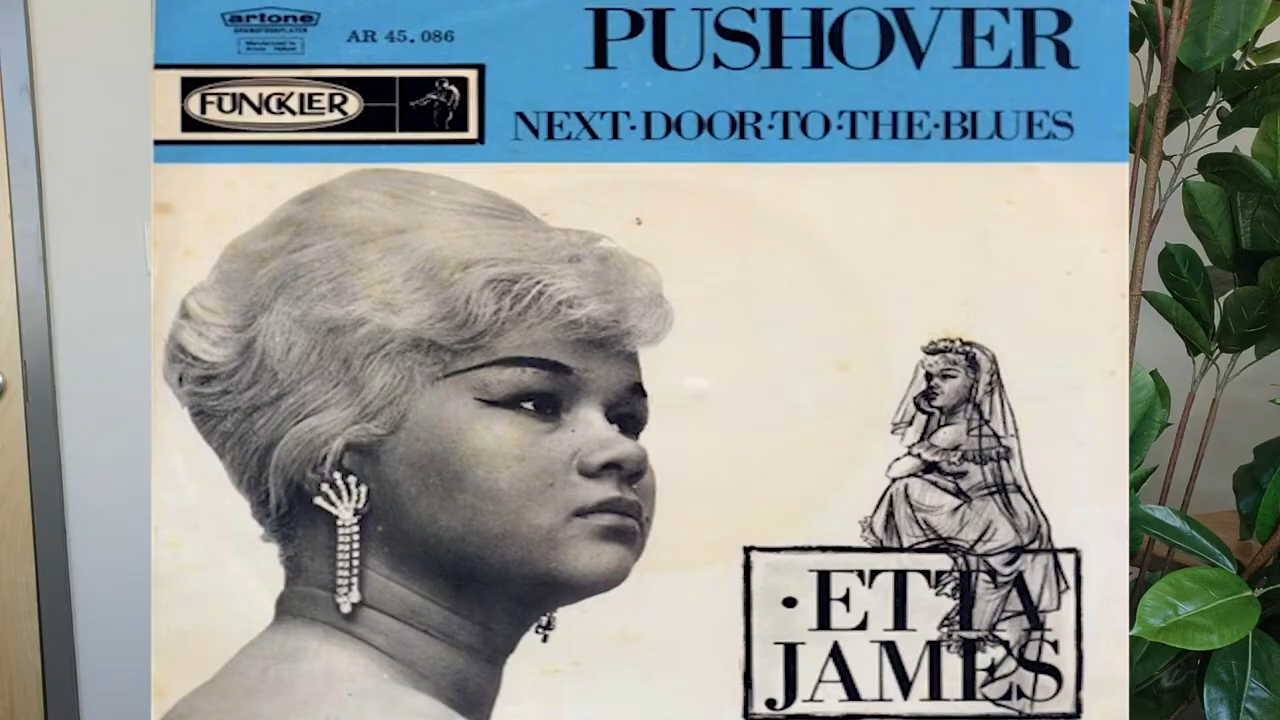 artone
AR 45.086
PUSHOVER
FUNCKLER
NEXT·DOOR·TO·THE·BLUES
·ETTA
JAMES